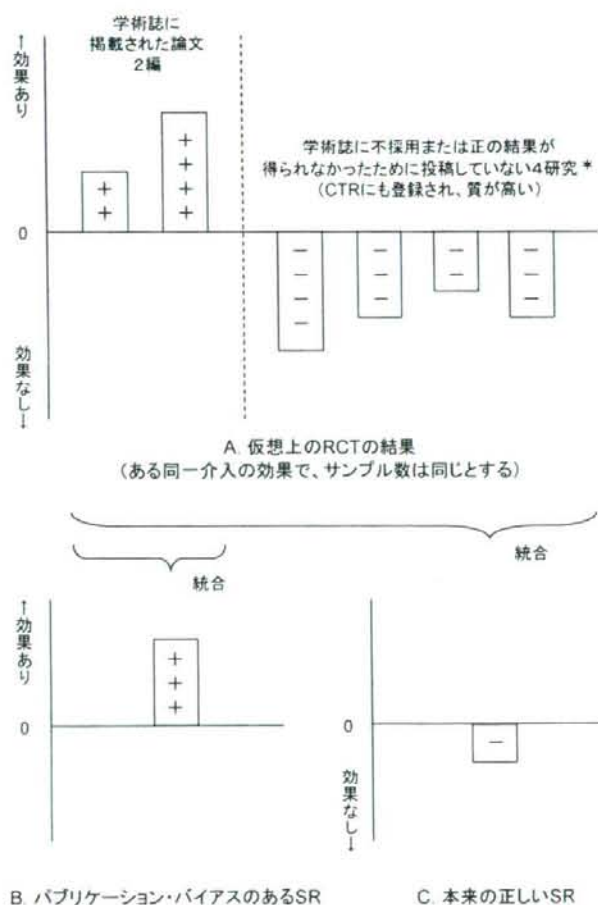 学術誌に
掲載された論文
2編
↑効果あり
学術誌に不採用または正の結果が
得られなかったために投稿していない4研究*
(CTRにも登録され、質が高い)
+
+
+
+
+
+
0
－
－
－
－
－
－
－
－
－
－
－
－
効果なし↓
A. 仮想上のRCTの結果
(ある同一介入の効果で、サンプル数は同じとする)
統合
統合
↑効果あり
+
+
+
0
0
－
効果なし↓
B. パブリケーション・バイアスのあるSR
C. 本来の正しいSR